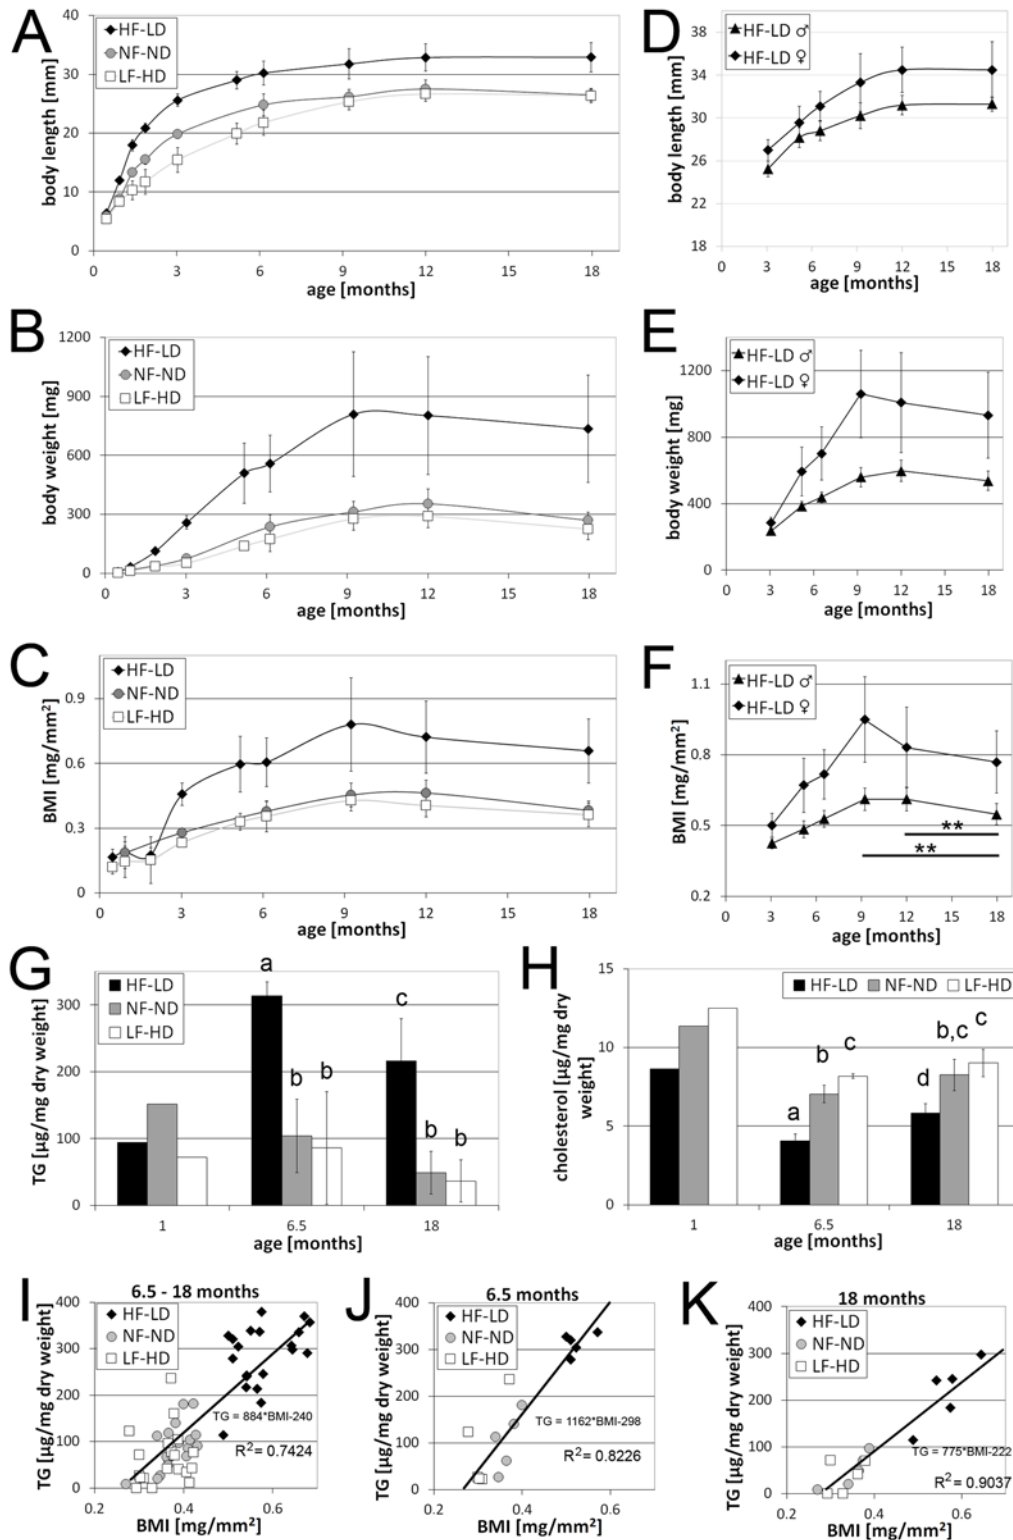 A
40
30
20
10
0
body length [mm]
HF-LD
NF-ND
LF-HD
0 3 6 9 12 15 18
age [months]
D
38
34
30
26
22
18
body length [mm]
HF-LD ♂
HF-LD ♀
0 3 6 9 12 15 18
age [months]
B
1200
900
600
300
0
body weight [mg]
HF-LD
NF-ND
LF-HD
0 3 6 9 12 15 18
age [months]
E
1200
800
400
0
body weight [mg]
HF-LD ♂
HF-LD ♀
0 3 6 9 12 15 18
age [months]
C
0.9
0.6
0.3
0
BMI [mg/mm²]
HF-LD
NF-ND
LF-HD
0 3 6 9 12 15 18
age [months]
F
1.1
0.8
0.5
0.2
BMI [mg/mm²]
HF-LD ♂
HF-LD ♀
**
**
0 3 6 9 12 15 18
age [months]
G
300
200
100
0
TG [µg/mg dry weight]
HF-LD
NF-ND
LF-HD
a
b b
c
b b
1 6.5 18
age [months]
H
15
10
5
0
cholesterol [µg/mg dry
weight]
HF-LD NF-ND LF-HD
a
b
c
d
b,c
c
1 6.5 18
age [months]
I
6.5 - 18 months
400
300
200
100
0
TG [µg/mg dry weight]
HF-LD
NF-ND
LF-HD
TG = 884*BMI-240
R²= 0.7424
0.2 0.4 0.6
BMI [mg/mm²]
J
6.5 months
400
300
200
100
0
TG [µg/mg dry weight]
HF-LD
NF-ND
LF-HD
TG = 1162*BMI-298
R²= 0.8226
0.2 0.4 0.6
BMI [mg/mm²]
K
18 months
400
300
200
100
0
TG [µg/mg dry weight]
HF-LD
NF-ND
LF-HD
TG = 775*BMI-222
R²= 0.9037
0.2 0.4 0.6
BMI [mg/mm²]